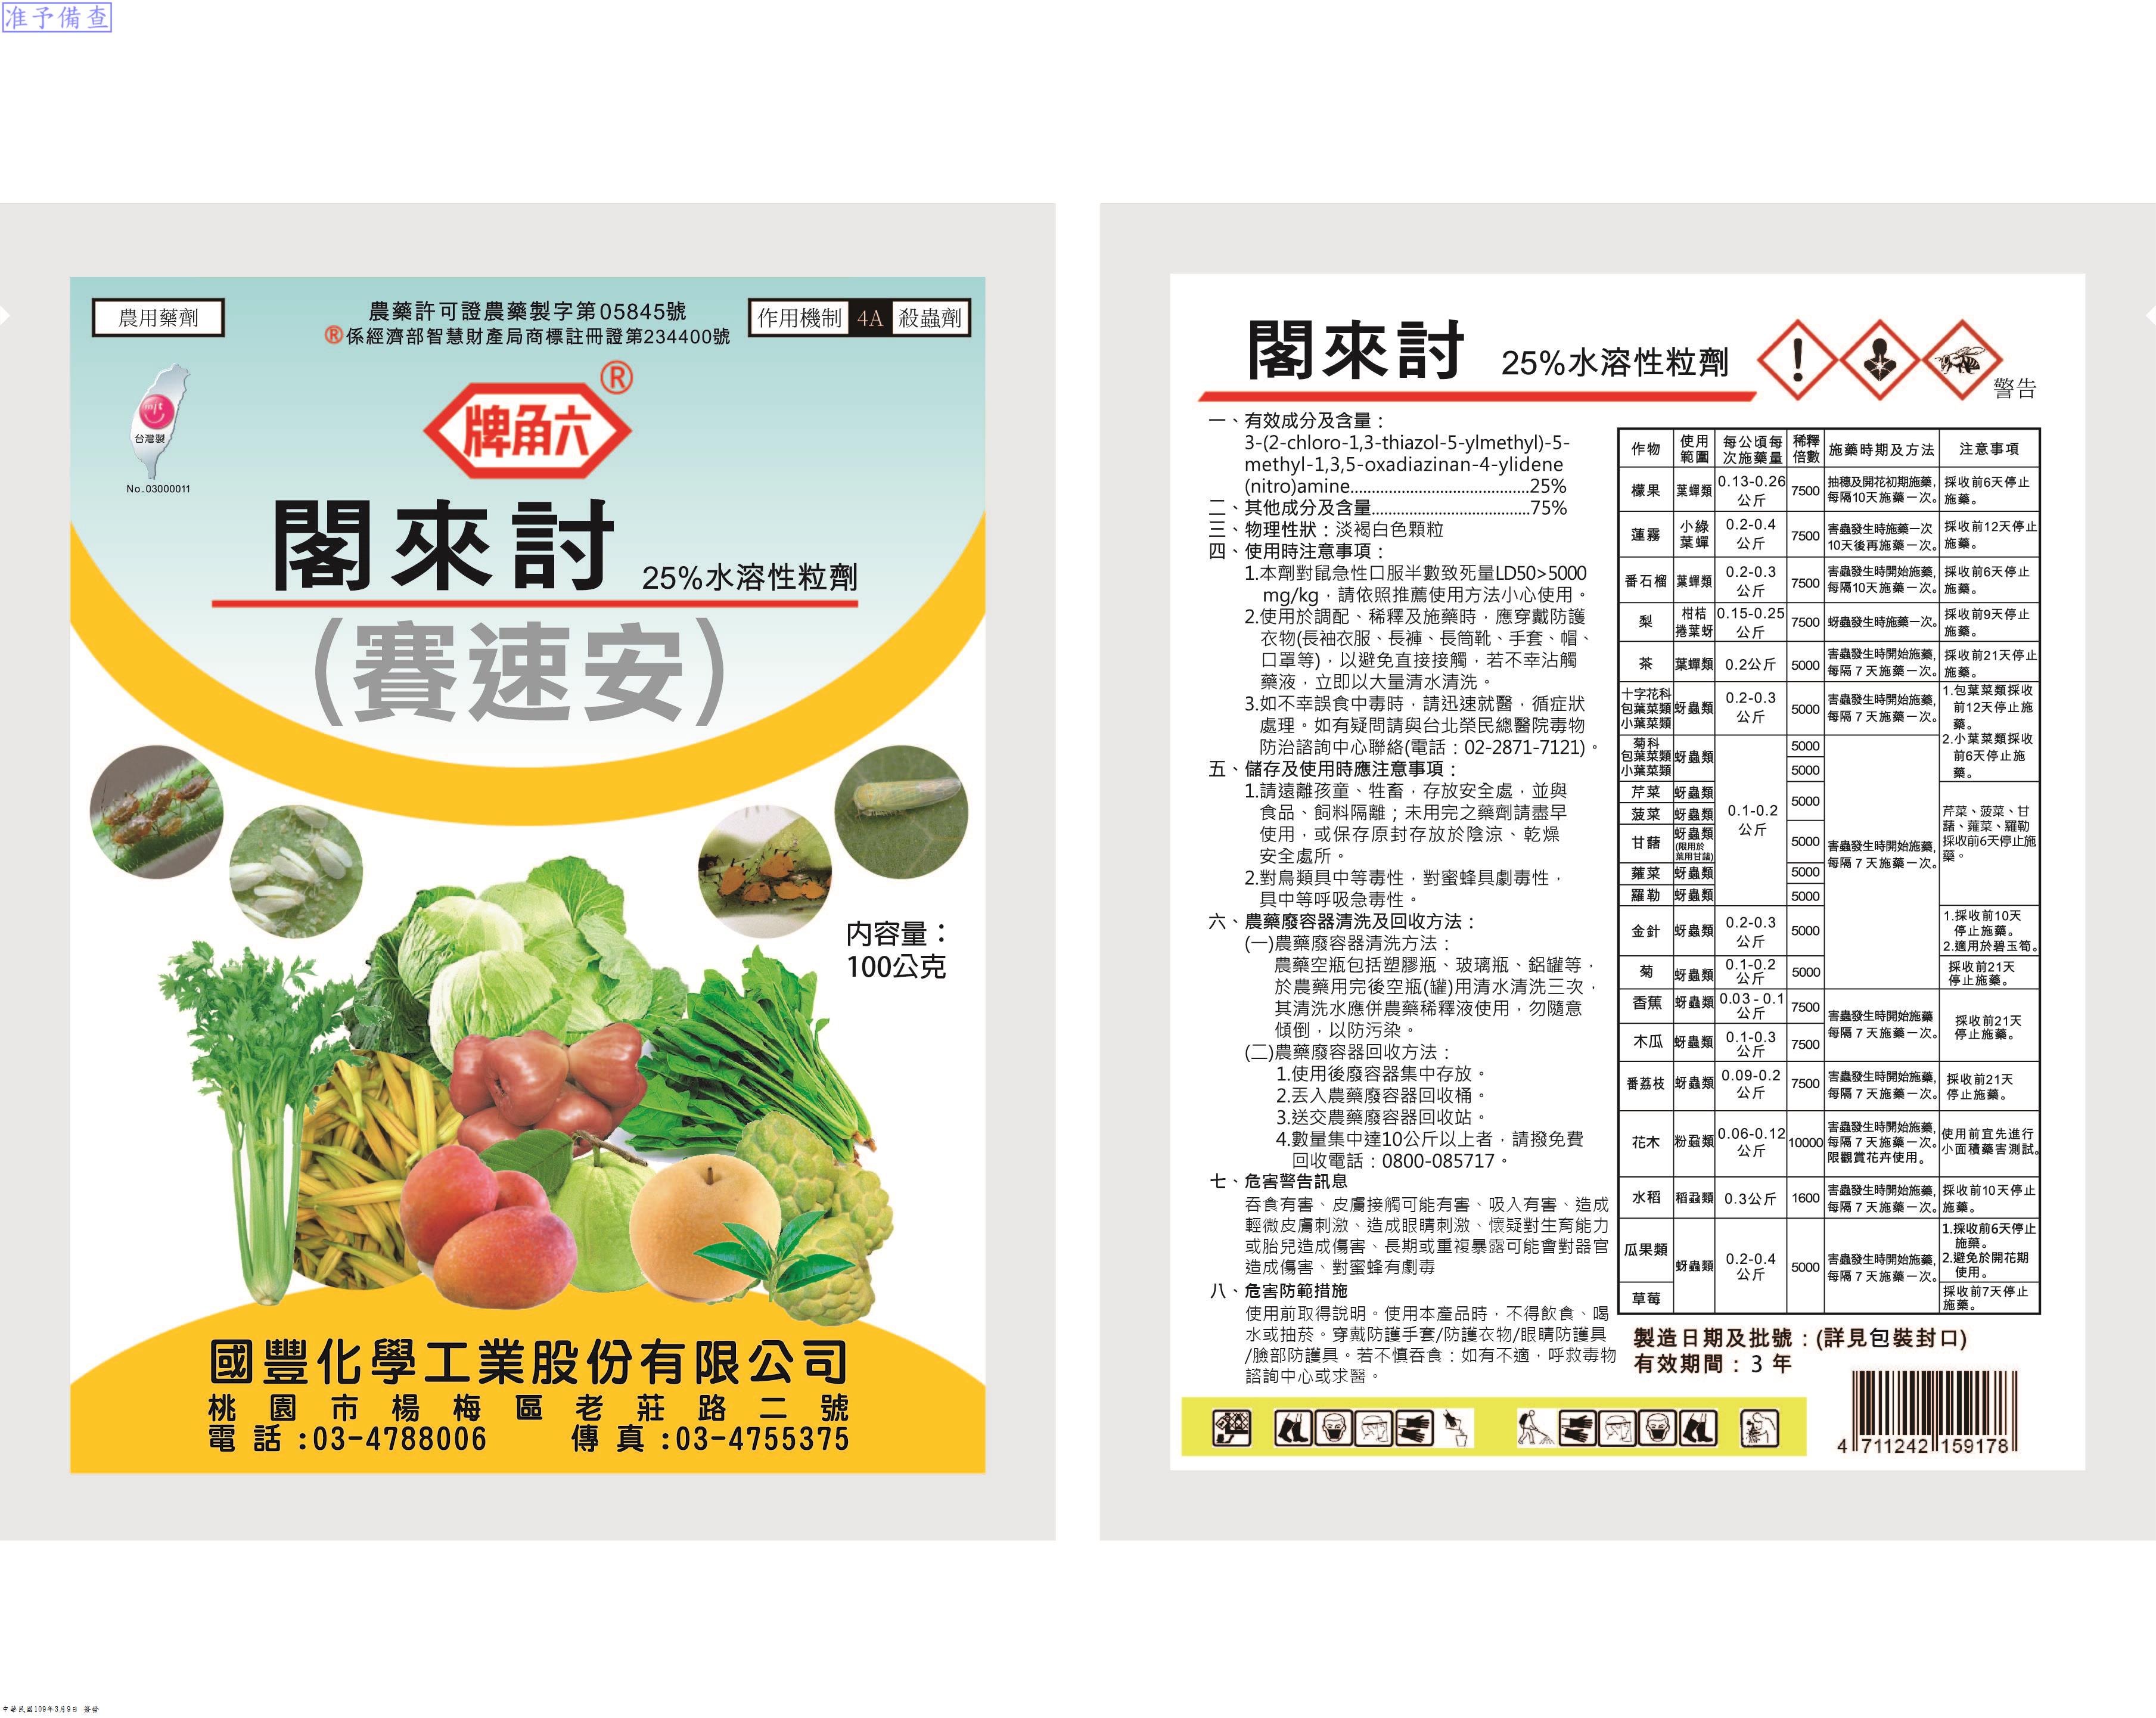 准予備查
農用藥劑
農藥許可證農藥製字第05845號
®係經濟部智慧財產局商標註冊證第234400號
作用機制 4A 殺蟲劑
mit
台灣製
No.03000011
牌角六®
閣來討 25%水溶性粒劑
(賽速安)
內容量：
100公克
國豐化學工業股份有限公司
桃園市楊梅區老莊路二號
電話:03-4788006 傳真:03-4755375
閣來討 25%水溶性粒劑
警告
一、有效成分及含量：
3-(2-chloro-1,3-thiazol-5-ylmethyl)-5-
methyl-1,3,5-oxadiazinan-4-ylidene
(nitro)amine.........................................25%
二、其他成分及含量....................................75%
三、物理性狀：淡褐白色顆粒
四、使用時注意事項：
1.本劑對鼠急性口服半數致死量LD50>5000
mg/kg，請依照推薦使用方法小心使用。
2.使用於調配、稀釋及施藥時，應穿戴防護
衣物(長袖衣服、長褲、長筒靴、手套、帽、
口罩等)，以避免直接接觸，若不幸沾觸
藥液，立即以大量清水清洗。
3.如不幸誤食中毒時，請迅速就醫，循症狀
處理。如有疑問請與台北榮民總醫院毒物
防治諮詢中心聯絡(電話：02-2871-7121)。
五、儲存及使用時應注意事項：
1.請遠離孩童、牲畜，存放安全處，並與
食品、飼料隔離；未用完之藥劑請盡早
使用，或保存原封存放於陰涼、乾燥
安全處所。
2.對鳥類具中等毒性，對蜜蜂具劇毒性，
具中等呼吸急毒性。
六、農藥廢容器清洗及回收方法：
(一)農藥廢容器清洗方法：
農藥空瓶包括塑膠瓶、玻璃瓶、鋁罐等，
於農藥用完後空瓶(罐)用清水清洗三次，
其清洗水應併農藥稀釋液使用，勿隨意
傾倒，以防污染。
(二)農藥廢容器回收方法：
1.使用後廢容器集中存放。
2.丟入農藥廢容器回收桶。
3.送交農藥廢容器回收站。
4.數量集中達10公斤以上者，請撥免費
回收電話：0800-085717。
七、危害警告訊息
吞食有害、皮膚接觸可能有害、吸入有害、造成
輕微皮膚刺激、造成眼睛刺激、懷疑對生育能力
或胎兒造成傷害、長期或重複暴露可能會對器官
造成傷害、對蜜蜂有劇毒
八、危害防範措施
使用前取得說明。使用本產品時，不得飲食、喝
水或抽菸。穿戴防護手套/防護衣物/眼睛防護具
/臉部防護具。若不慎吞食：如有不適，呼救毒物
諮詢中心或求醫。
作物 使用範圍 每公頃每次施藥量 稀釋倍數 施藥時期及方法 注意事項
檬果 葉蟬類 0.13-0.26公斤 7500 抽穗及開花初期施藥,每隔10天施藥一次。 採收前6天停止施藥。
蓮霧 小綠葉蟬 0.2-0.4公斤 7500 害蟲發生時施藥一次10天後再施藥一次。 採收前12天停止施藥。
番石榴 葉蟬類 0.2-0.3公斤 7500 害蟲發生時開始施藥,每隔10天施藥一次。 採收前6天停止施藥。
梨 柑桔捲葉蚜 0.15-0.25公斤 7500 蚜蟲發生時施藥一次。 採收前9天停止施藥。
茶 葉蟬類 0.2公斤 5000 害蟲發生時開始施藥,每隔7天施藥一次。 採收前21天停止施藥。
十字花科包葉菜類小葉菜類 蚜蟲類 0.2-0.3公斤 5000 害蟲發生時開始施藥,每隔7天施藥一次。 1.包葉菜類採收前12天停止施藥。
2.小葉菜類採收前6天停止施藥。
菊科包葉菜類小葉菜類 蚜蟲類 0.1-0.2公斤 5000 5000 害蟲發生時開始施藥,每隔7天施藥一次。
芹菜 蚜蟲類 5000 芹菜、菠菜、甘藷、蕹菜、羅勒採收前6天停止施藥。
菠菜 蚜蟲類
甘藷 蚜蟲類(限用於葉用甘藷) 5000
蕹菜 蚜蟲類 5000
羅勒 蚜蟲類 5000
金針 蚜蟲類 0.2-0.3公斤 5000 1.採收前10天停止施藥。2.適用於碧玉筍。
菊 蚜蟲類 0.1-0.2公斤 5000 採收前21天停止施藥。
香蕉 蚜蟲類 0.03-0.1公斤 7500 害蟲發生時開始施藥每隔7天施藥一次。 採收前21天停止施藥。
木瓜 蚜蟲類 0.1-0.3公斤 7500
番荔枝 蚜蟲類 0.09-0.2公斤 7500 害蟲發生時開始施藥,每隔7天施藥一次。 採收前21天停止施藥。
花木 粉蝨類 0.06-0.12公斤 10000 害蟲發生時開始施藥,每隔7天施藥一次。限觀賞花卉使用。 使用前宜先進行小面積藥害測試。
水稻 稻蝨類 0.3公斤 1600 害蟲發生時開始施藥,每隔7天施藥一次。 採收前10天停止施藥。
瓜果類 蚜蟲類 0.2-0.4公斤 5000 害蟲發生時開始施藥,每隔7天施藥一次。 1.採收前6天停止施藥。2.避免於開花期使用。
草莓 採收前7天停止施藥。
製造日期及批號：(詳見包裝封口)
有效期間：3 年
4 711242 159178
中華民國109年3月9日 簽發